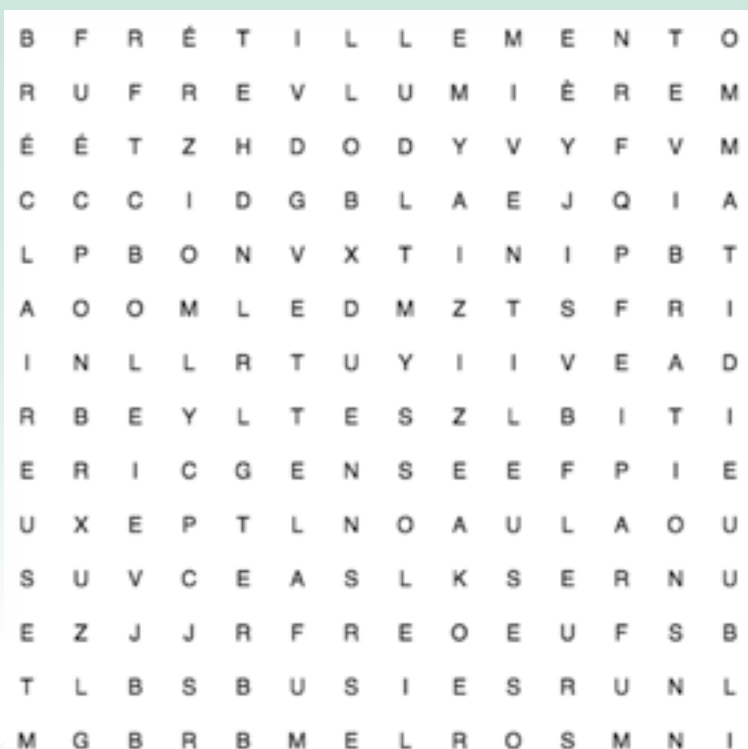 B F R É T I L L E M E N T O
R U F R E V L U M I È R E M
É É T Z H D O D Y V Y F V M
C C C I D G B L A E J Q I A
L P B O N V X T I N I P B T
A O O M L E D M Z T S F R I
I N L L R T U Y I I V E A D
R B E Y L T E S Z L B I T I
E R I C G E N S E E F P I E
U X E P T L N O A U L A O U
S U V C E A S L K S E R N U
E Z J J R F R E O E U F S B
T L B S B U S I E S R U N L
M G B R B M E L R O S M N I